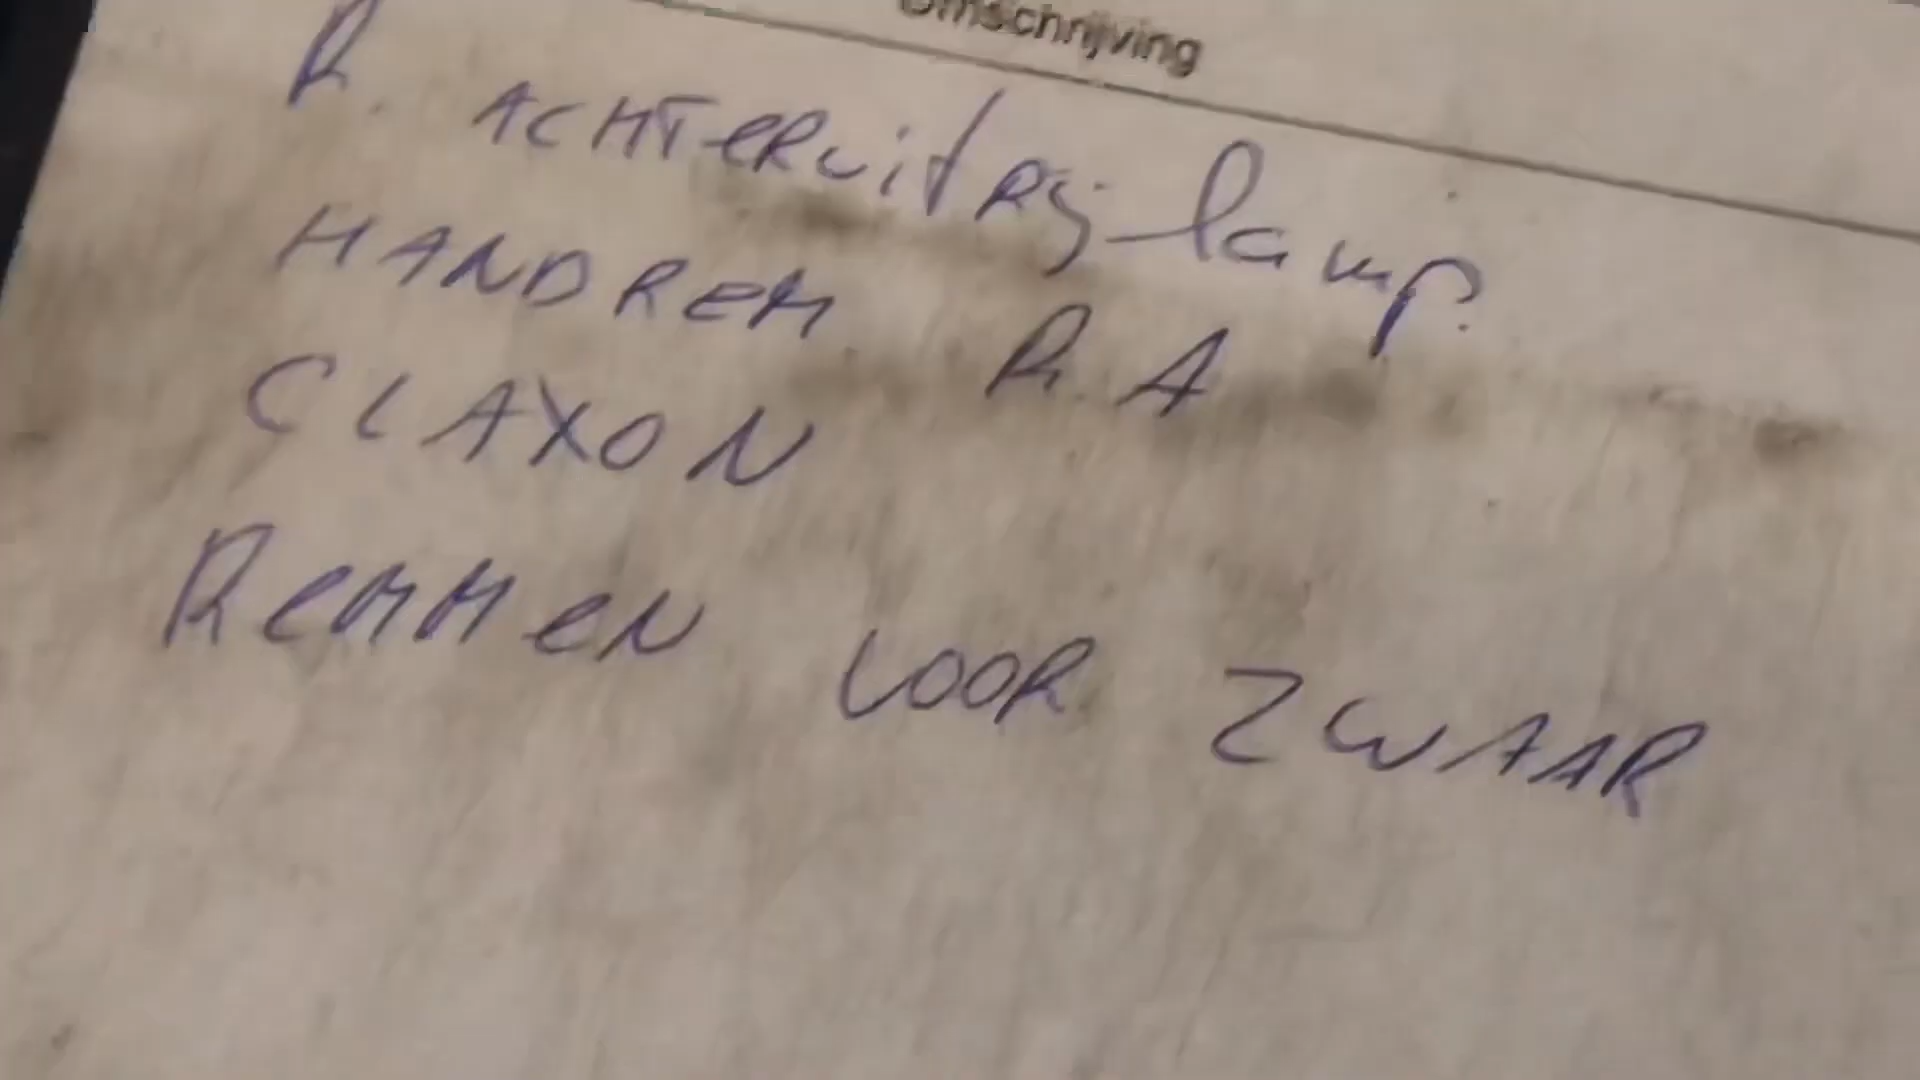 Omschrijving
R. ACHTERUitRijlamp.
HANDREM R.A
CLAXON
REMMEN VOOR ZWAAR